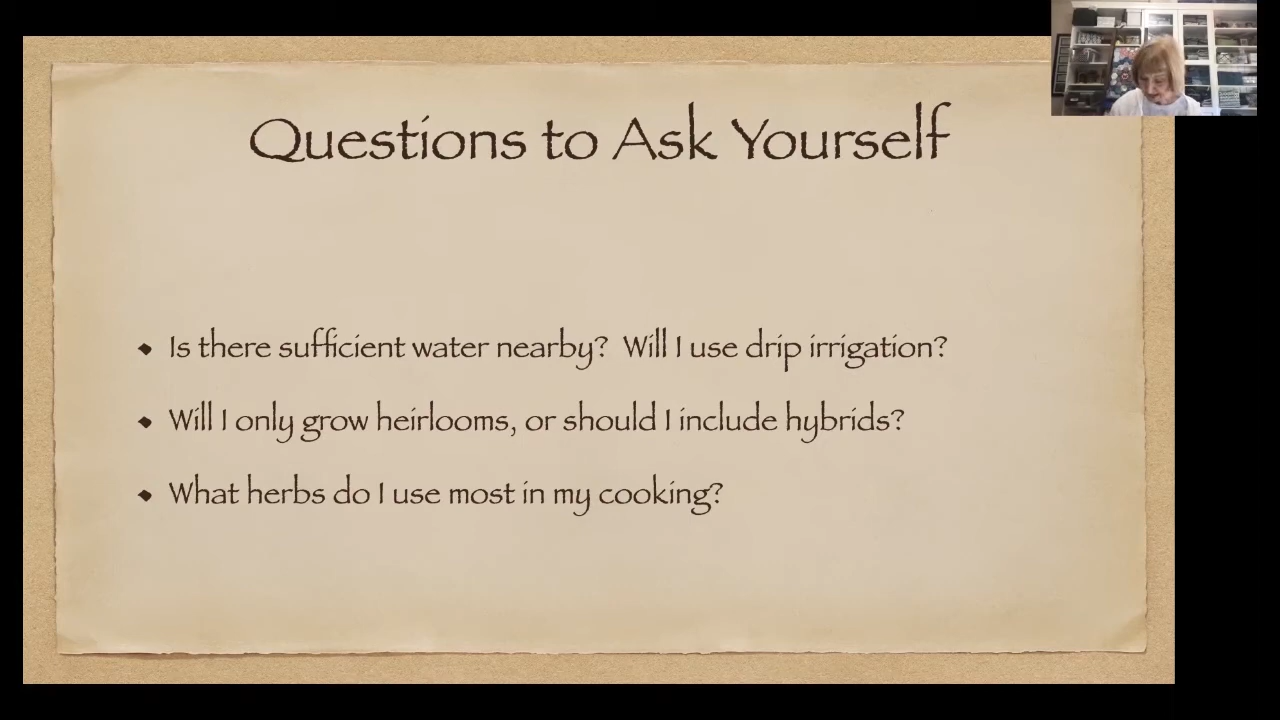 Questions to Ask Yourself
Is there sufficient water nearby? Will I use drip irrigation?
Will I only grow heirlooms, or should I include hybrids?
What herbs do I use most in my cooking?